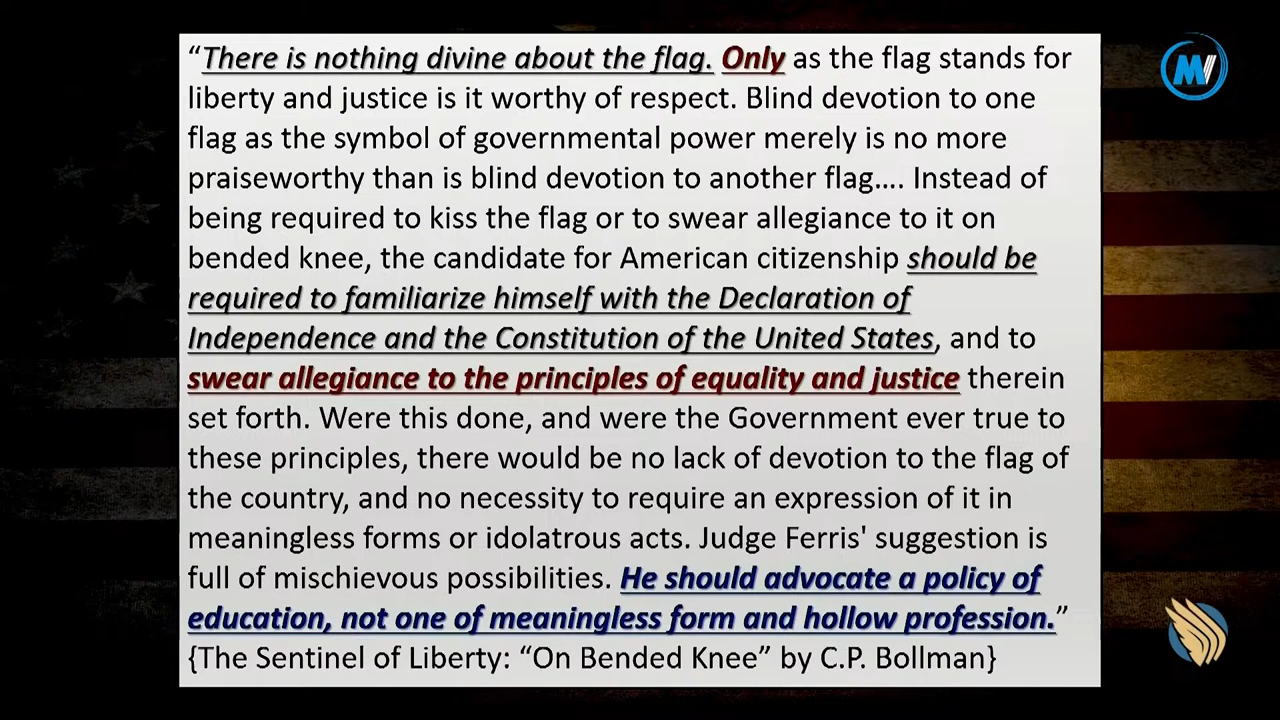 “There is nothing divine about the flag. Only as the flag stands for
liberty and justice is it worthy of respect. Blind devotion to one
flag as the symbol of governmental power merely is no more
praiseworthy than is blind devotion to another flag…. Instead of
being required to kiss the flag or to swear allegiance to it on
bended knee, the candidate for American citizenship should be
required to familiarize himself with the Declaration of
Independence and the Constitution of the United States, and to
swear allegiance to the principles of equality and justice therein
set forth. Were this done, and were the Government ever true to
these principles, there would be no lack of devotion to the flag of
the country, and no necessity to require an expression of it in
meaningless forms or idolatrous acts. Judge Ferris' suggestion is
full of mischievous possibilities. He should advocate a policy of
education, not one of meaningless form and hollow profession.”
{The Sentinel of Liberty: “On Bended Knee” by C.P. Bollman}